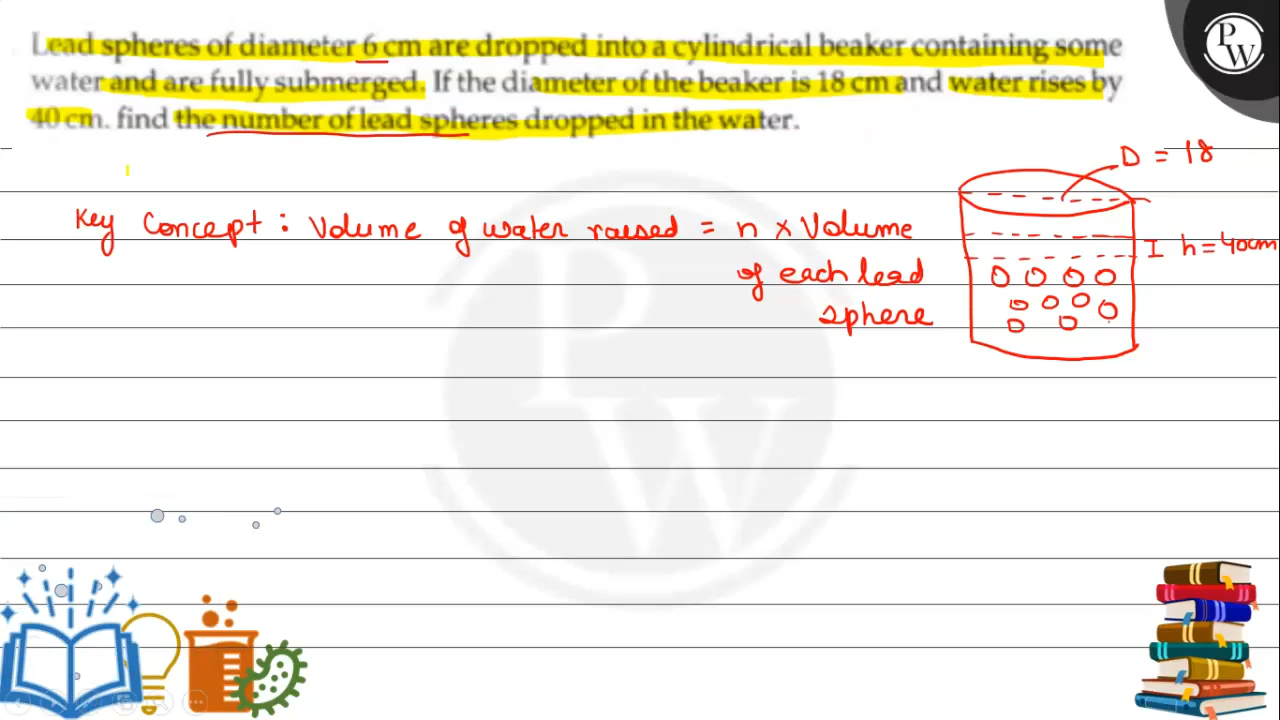 Lead spheres of diameter 6 cm are dropped into a cylindrical beaker containing some
water and are fully submerged. If the diameter of the beaker is 18 cm and water rises by
40 cm. find the number of lead spheres dropped in the water.
PW
D = 18
Key Concept : Volume of water raised = n × Volume
h = 40cm
of each lead
sphere
PW